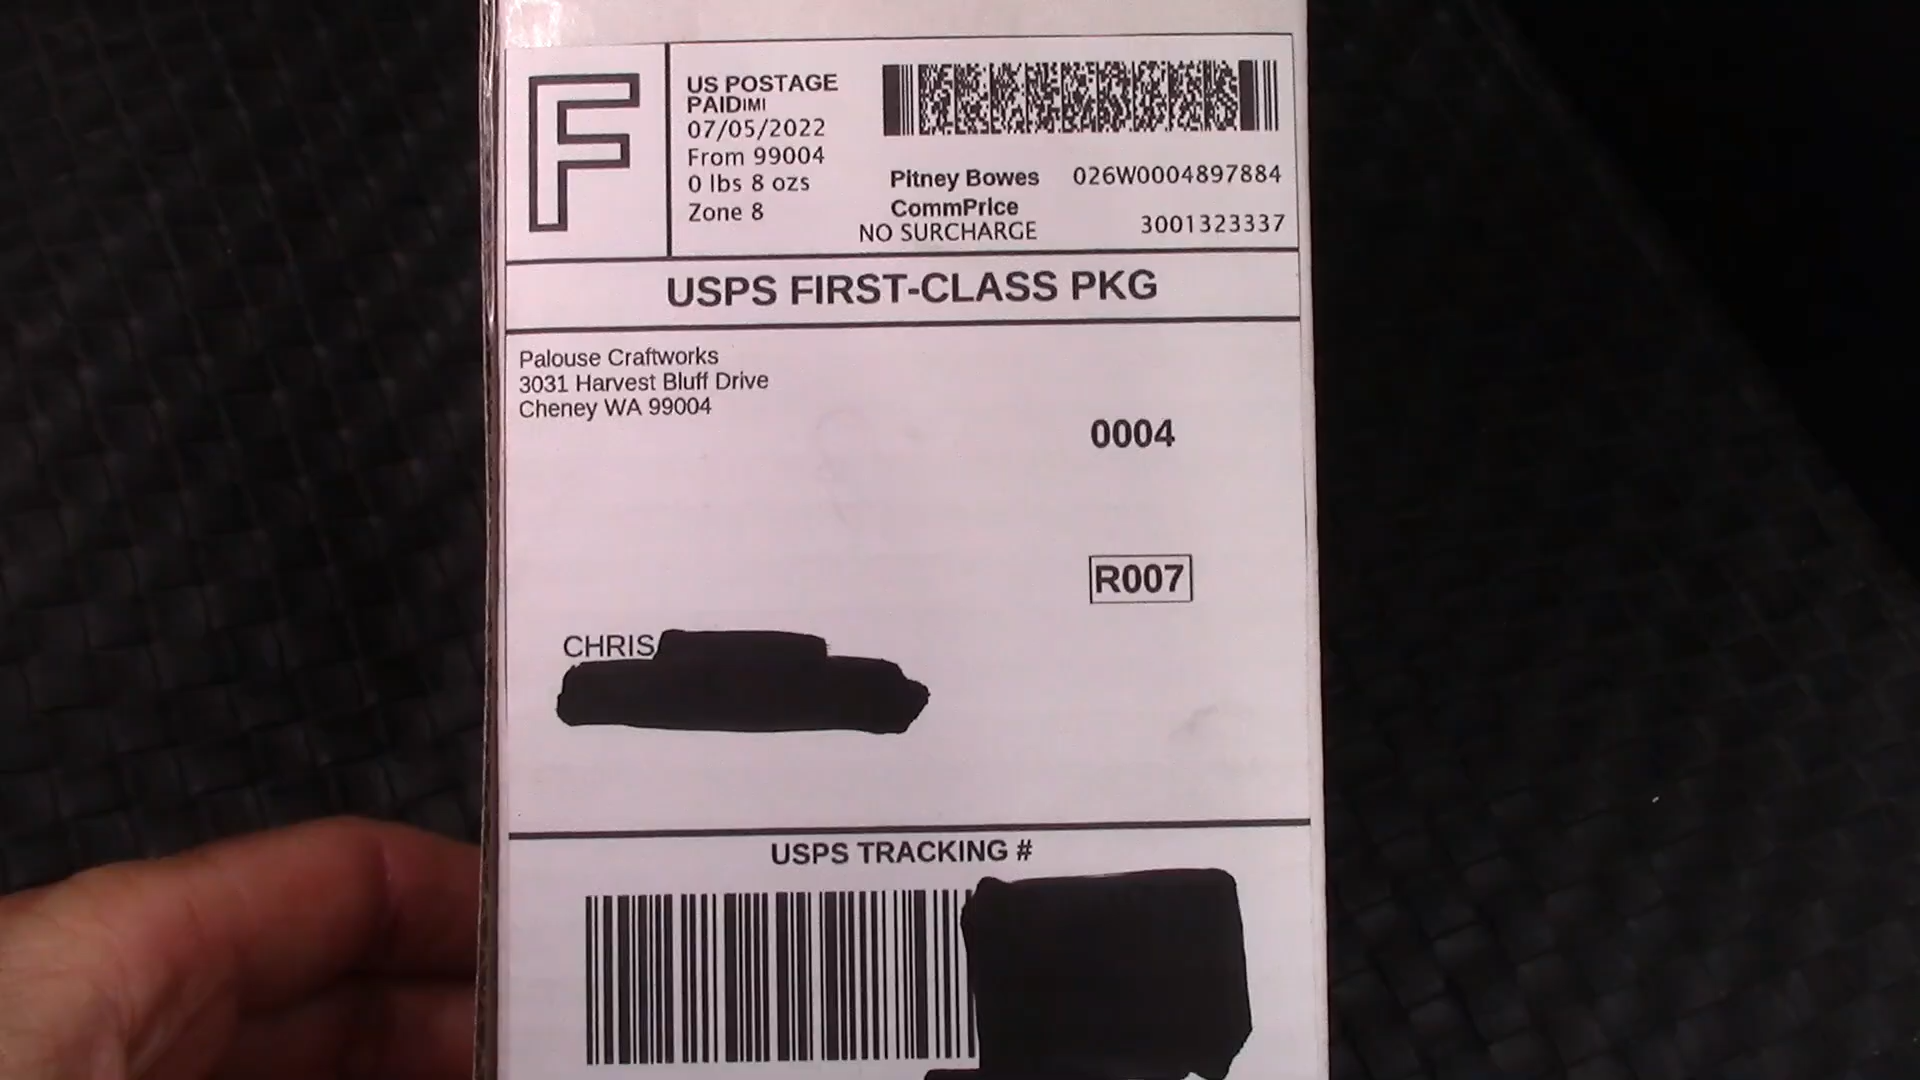 F
US POSTAGE
PAIDIMI
07/05/2022
From 99004
0 lbs 8 ozs
Zone 8
Pitney Bowes
CommPrice
NO SURCHARGE
026W0004897884
3001323337
USPS FIRST-CLASS PKG
Palouse Craftworks
3031 Harvest Bluff Drive
Cheney WA 99004
0004
R007
CHRIS
USPS TRACKING #